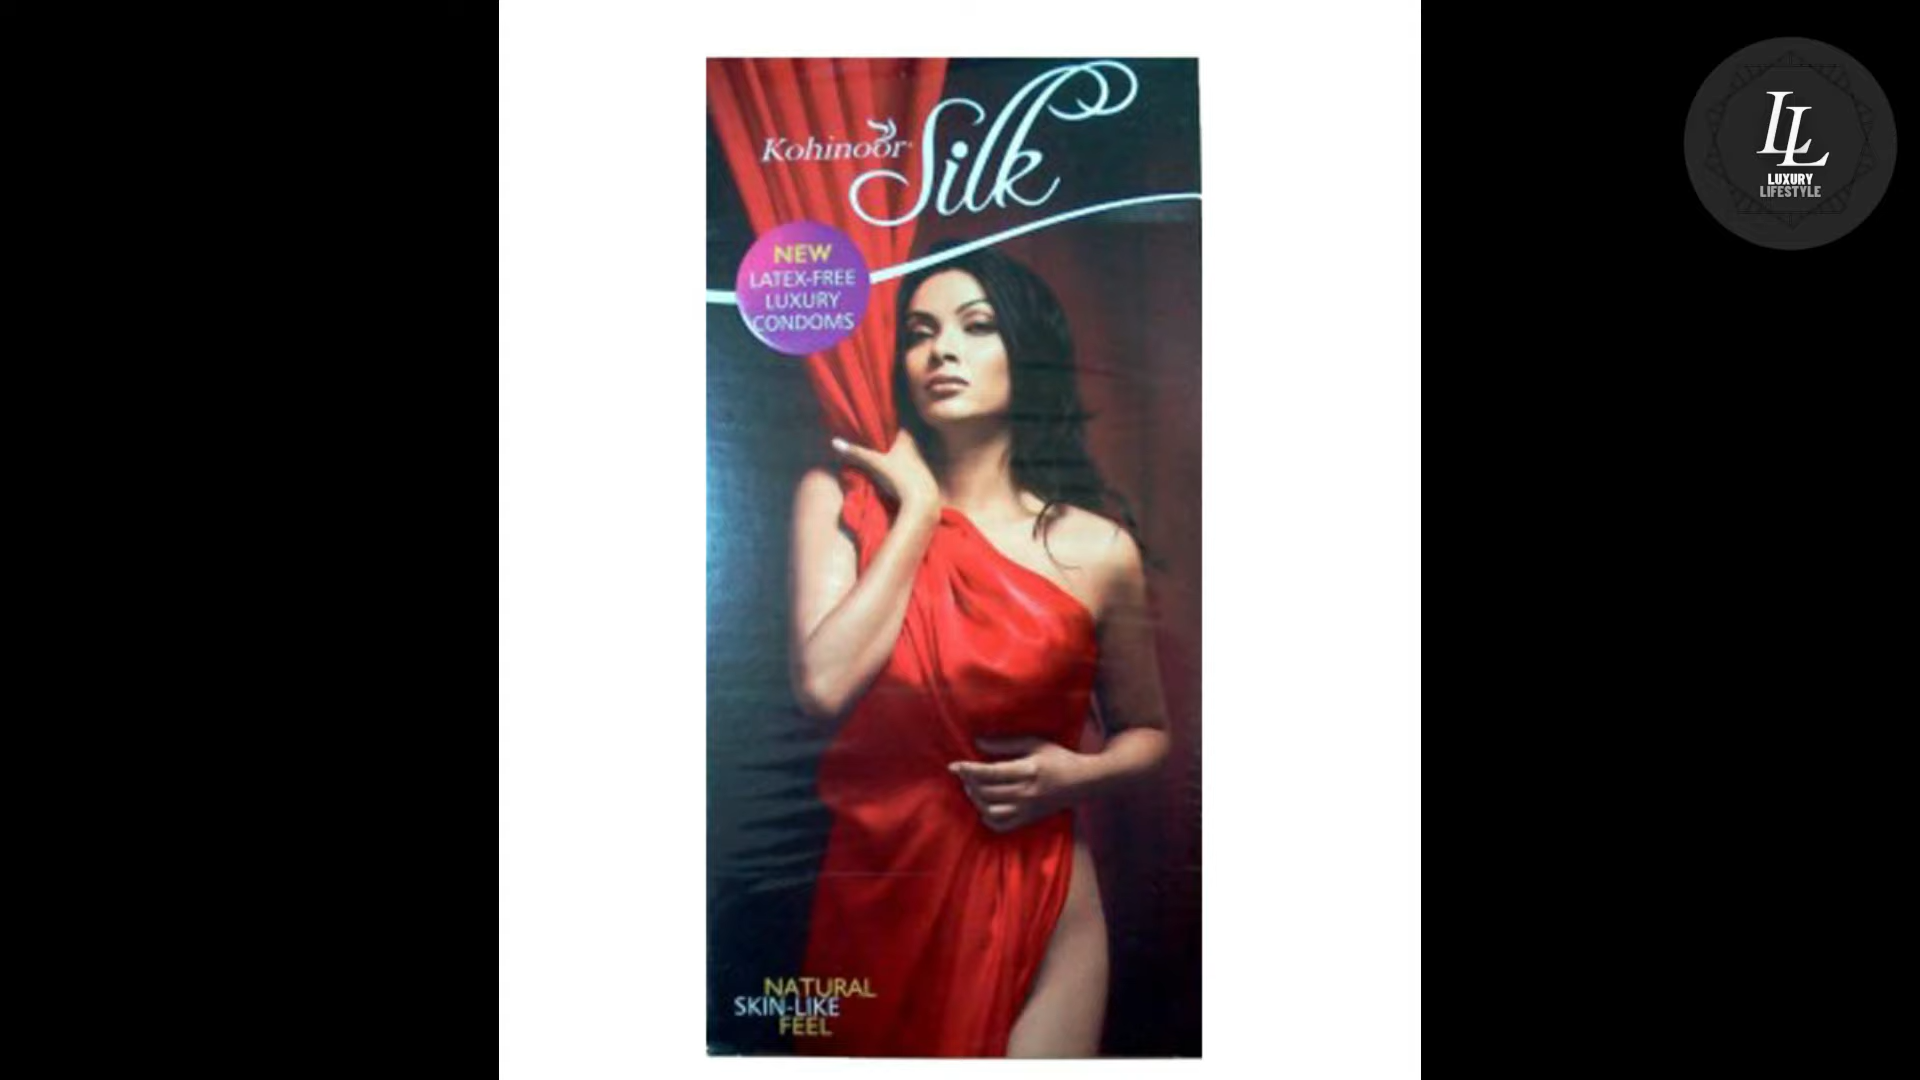 Kohinoor Silk
NEW
LATEX-FREE
LUXURY
CONDOMS
NATURAL
SKIN-LIKE
FEEL
LL
LUXURY
LIFESTYLE